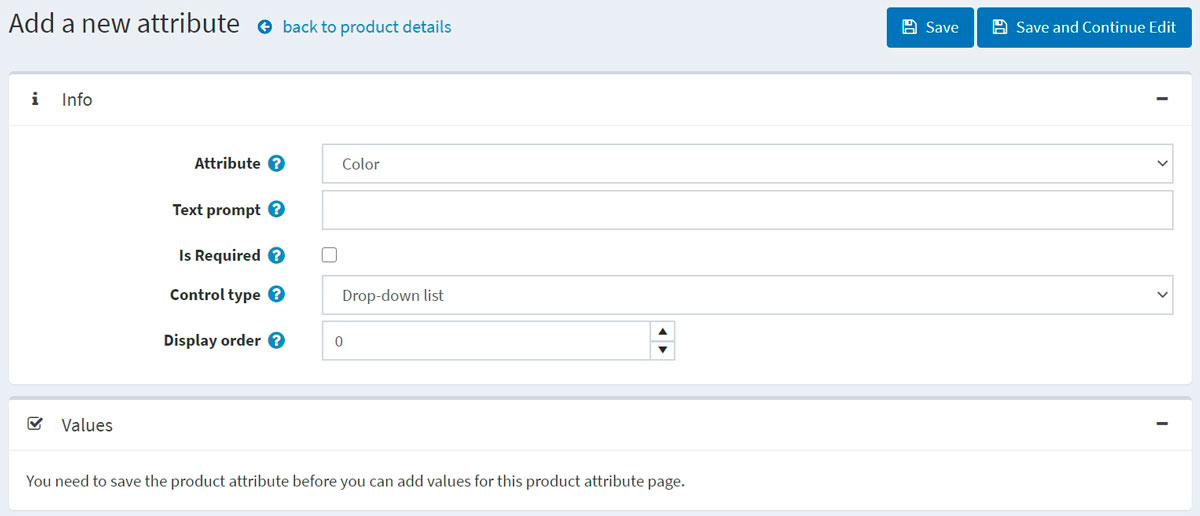 Add a new attribute back to product details Save Save and Continue Edit
Info
Attribute Color
Text prompt
Is Required
Control type Drop-down list
Display order 0
Values
You need to save the product attribute before you can add values for this product attribute page.